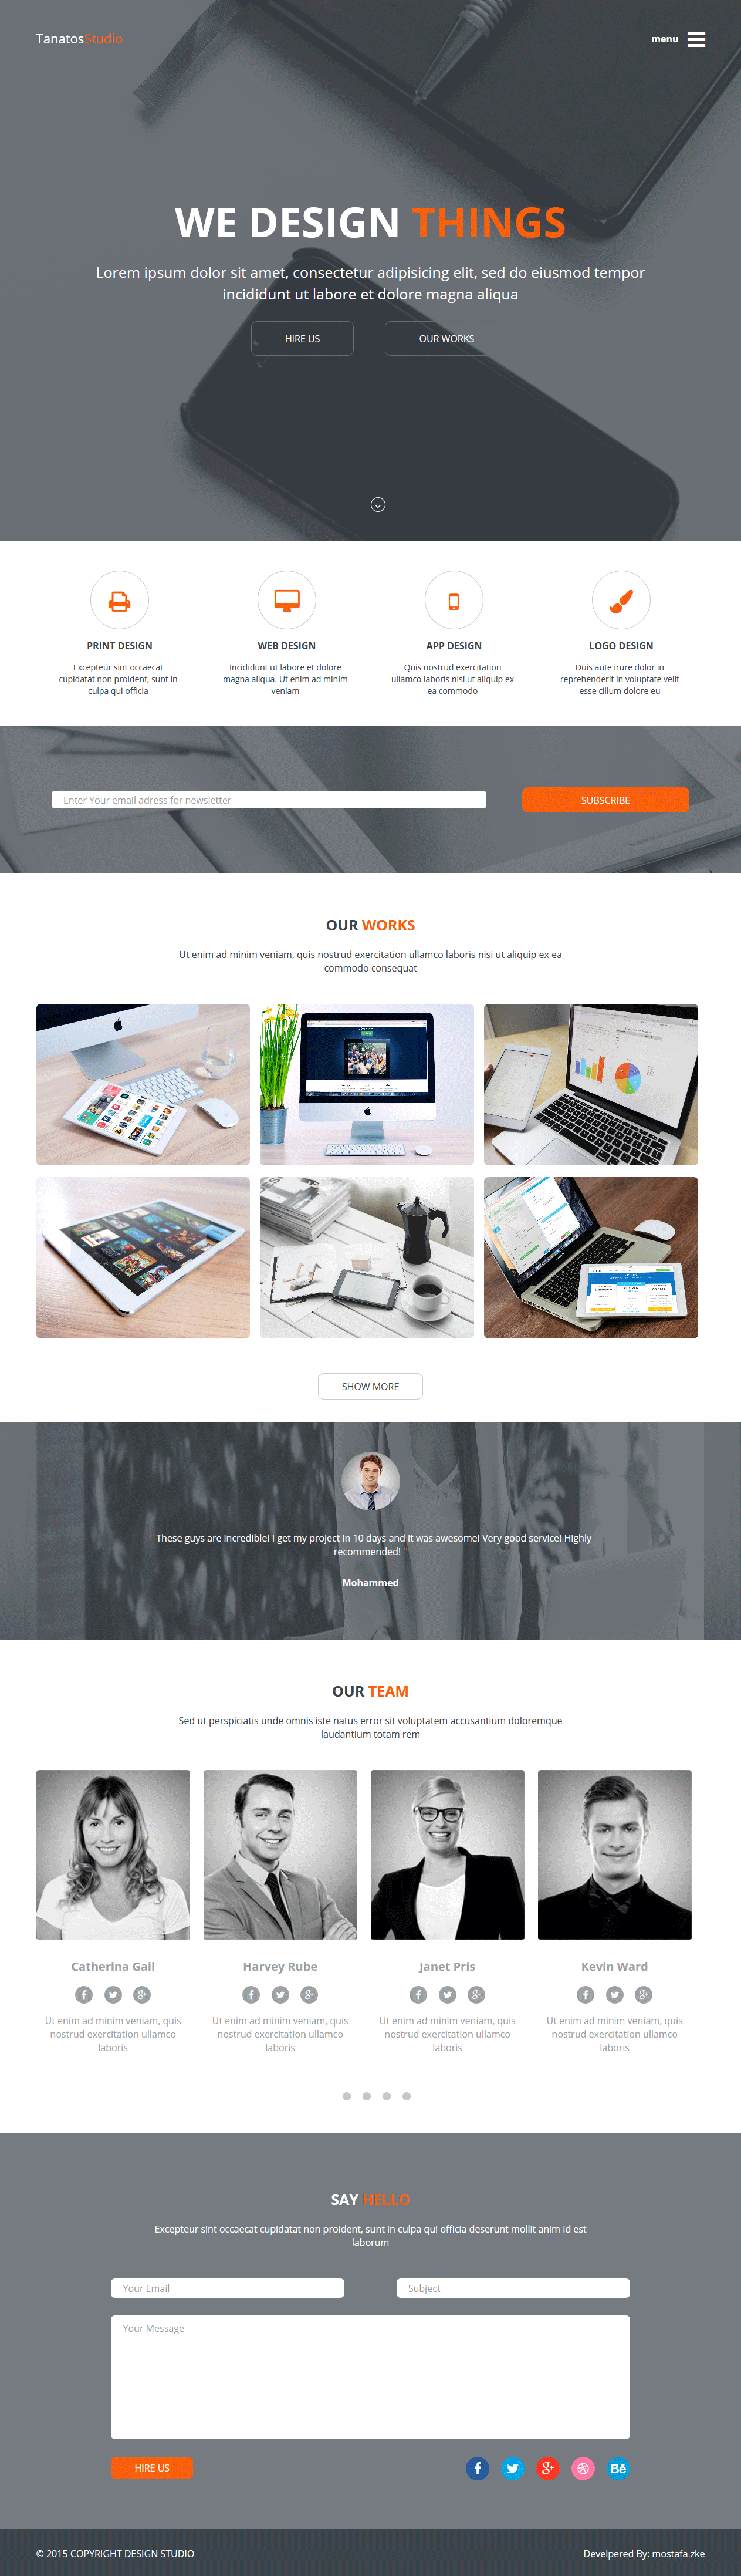 TanatosStudio
menu
WE DESIGN THINGS
Lorem ipsum dolor sit amet, consectetur adipisicing elit, sed do eiusmod tempor
incididunt ut labore et dolore magna aliqua
HIRE US
OUR WORKS
PRINT DESIGN
Excepteur sint occaecat
cupidatat non proident, sunt in
culpa qui officia
WEB DESIGN
Incididunt ut labore et dolore
magna aliqua. Ut enim ad minim
veniam
APP DESIGN
Quis nostrud exercitation
ullamco laboris nisi ut aliquip ex
ea commodo
LOGO DESIGN
Duis aute irure dolor in
reprehenderit in voluptate velit
esse cillum dolore eu
Enter Your email adress for newsletter
SUBSCRIBE
OUR WORKS
Ut enim ad minim veniam, quis nostrud exercitation ullamco laboris nisi ut aliquip ex ea
commodo consequat
SHOW MORE
" These guys are incredible! I get my project in 10 days and it was awesome! Very good service! Highly
recommended! "
Mohammed
OUR TEAM
Sed ut perspiciatis unde omnis iste natus error sit voluptatem accusantium doloremque
laudantium totam rem
Catherina Gail
Ut enim ad minim veniam, quis
nostrud exercitation ullamco
laboris
Harvey Rube
Ut enim ad minim veniam, quis
nostrud exercitation ullamco
laboris
Janet Pris
Ut enim ad minim veniam, quis
nostrud exercitation ullamco
laboris
Kevin Ward
Ut enim ad minim veniam, quis
nostrud exercitation ullamco
laboris
SAY HELLO
Excepteur sint occaecat cupidatat non proident, sunt in culpa qui officia deserunt mollit anim id est
laborum
Your Email
Subject
Your Message
HIRE US
© 2015 COPYRIGHT DESIGN STUDIO
Develpered By: mostafa zke